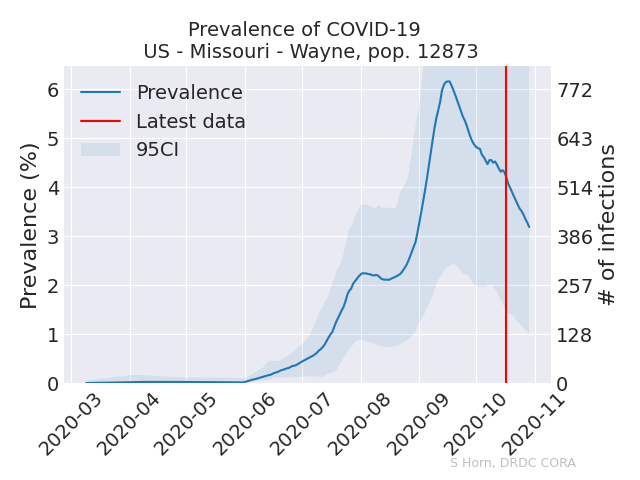 Prevalence of COVID-19
US - Missouri - Wayne, pop. 12873
Prevalence
Latest data
95CI
Prevalence (%)
6
5
4
3
2
1
0
772
643
514
386
257
128
0
# of infections
2020-03
2020-04
2020-05
2020-06
2020-07
2020-08
2020-09
2020-10
2020-11
S Horn, DRDC CORA